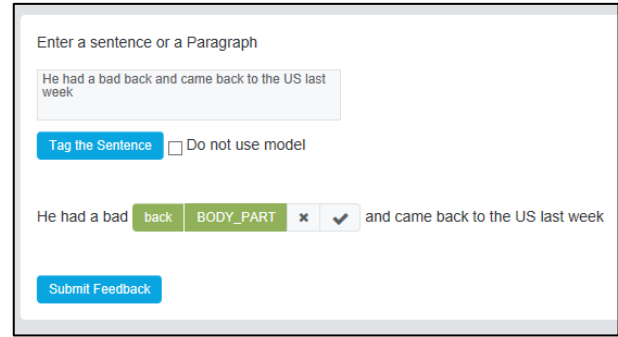 Enter a sentence or a Paragraph
He had a bad back and came back to the US last
week
Tag the Sentence Do not use model
He had a bad back BODY_PART and came back to the US last week
Submit Feedback